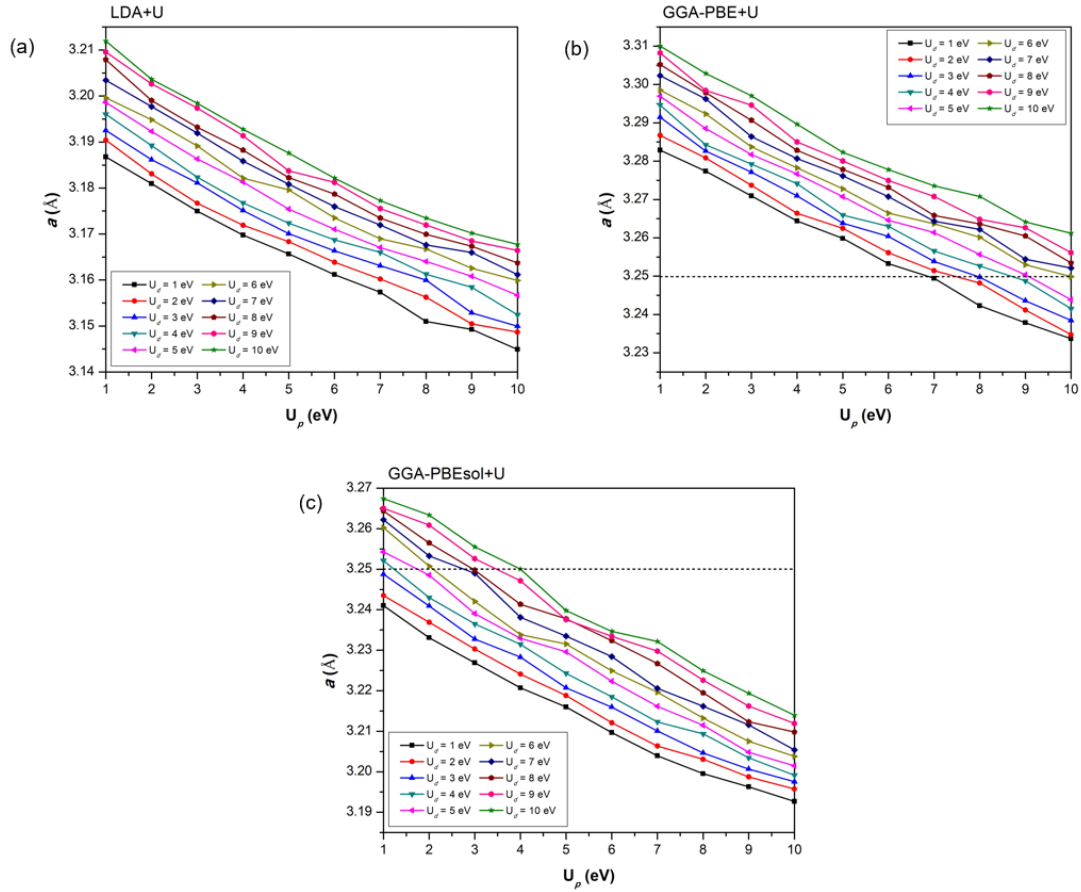 LDA+U
(a)
3.21
3.20
3.19
3.18
3.17
3.16
3.15
3.14
a (Å)
U_d = 1 eV U_d = 6 eV
U_d = 2 eV U_d = 7 eV
U_d = 3 eV U_d = 8 eV
U_d = 4 eV U_d = 9 eV
U_d = 5 eV U_d = 10 eV
1 2 3 4 5 6 7 8 9 10
U_p (eV)
GGA-PBE+U
(b)
3.31
3.30
3.29
3.28
3.27
3.26
3.25
3.24
3.23
a (Å)
U_d = 1 eV U_d = 6 eV
U_d = 2 eV U_d = 7 eV
U_d = 3 eV U_d = 8 eV
U_d = 4 eV U_d = 9 eV
U_d = 5 eV U_d = 10 eV
1 2 3 4 5 6 7 8 9 10
U_p (eV)
GGA-PBEsol+U
(c)
3.27
3.26
3.25
3.24
3.23
3.22
3.21
3.20
3.19
a (Å)
U_d = 1 eV U_d = 6 eV
U_d = 2 eV U_d = 7 eV
U_d = 3 eV U_d = 8 eV
U_d = 4 eV U_d = 9 eV
U_d = 5 eV U_d = 10 eV
1 2 3 4 5 6 7 8 9 10
U_p (eV)